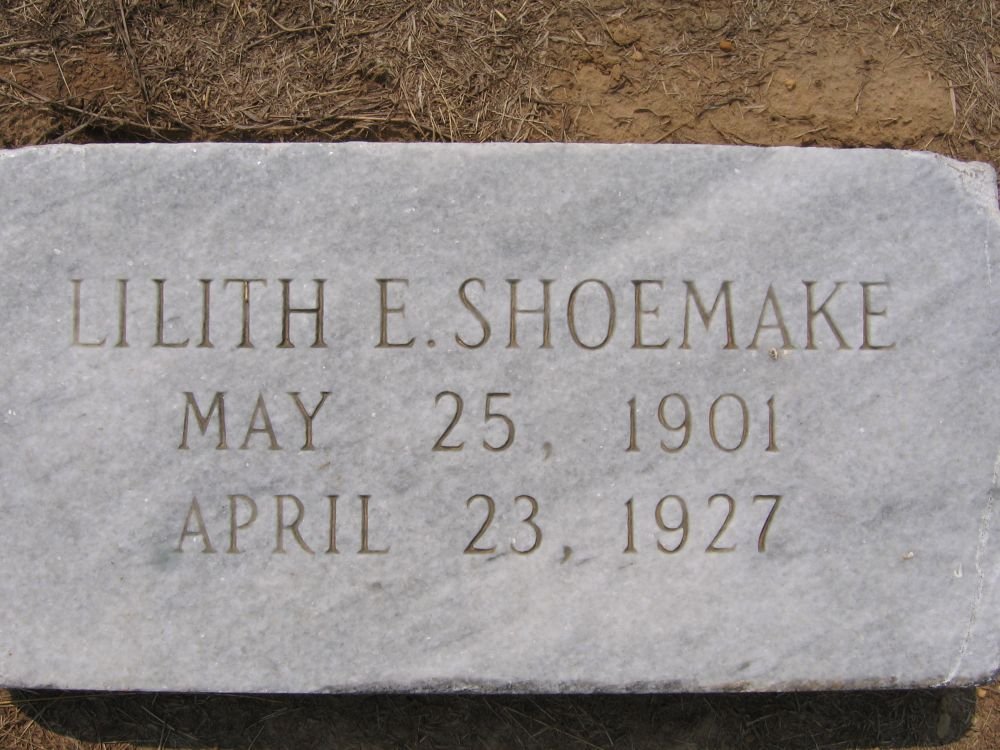 LILITH E. SHOEMAKE
MAY 25, 1901
APRIL 23, 1927